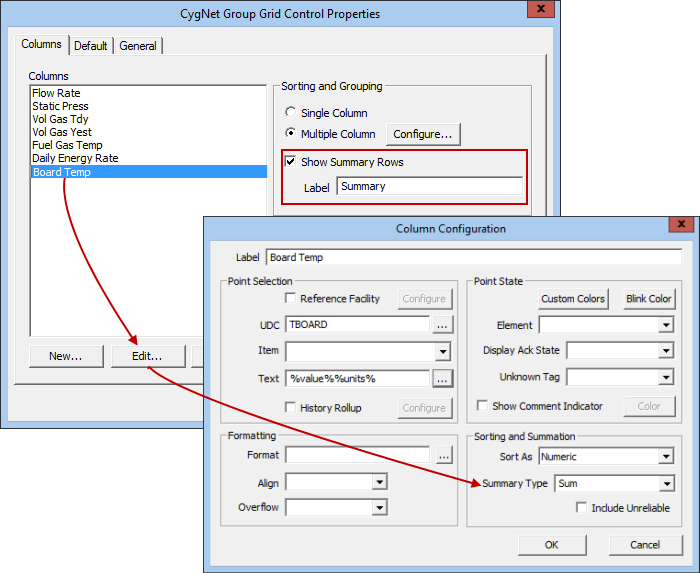 CygNet Group Grid Control Properties
x
Columns
Default
General
Columns
Flow Rate
Static Press
Vol Gas Tdy
Vol Gas Yest
Fuel Gas Temp
Daily Energy Rate
Board Temp
New...
Edit...
Sorting and Grouping
Single Column
Multiple Column
Configure...
Show Summary Rows
Label
Summary
Column Configuration
x
Label
Board Temp
Point Selection
Reference Facility
Configure
UDC
TBOARD
...
Item
Text
%value%%units%
...
History Rollup
Configure
Formatting
Format
...
Align
Overflow
Point State
Custom Colors
Blink Color
Element
Display Ack State
Unknown Tag
Show Comment Indicator
Color
Sorting and Summation
Sort As
Numeric
Summary Type
Sum
Include Unreliable
OK
Cancel